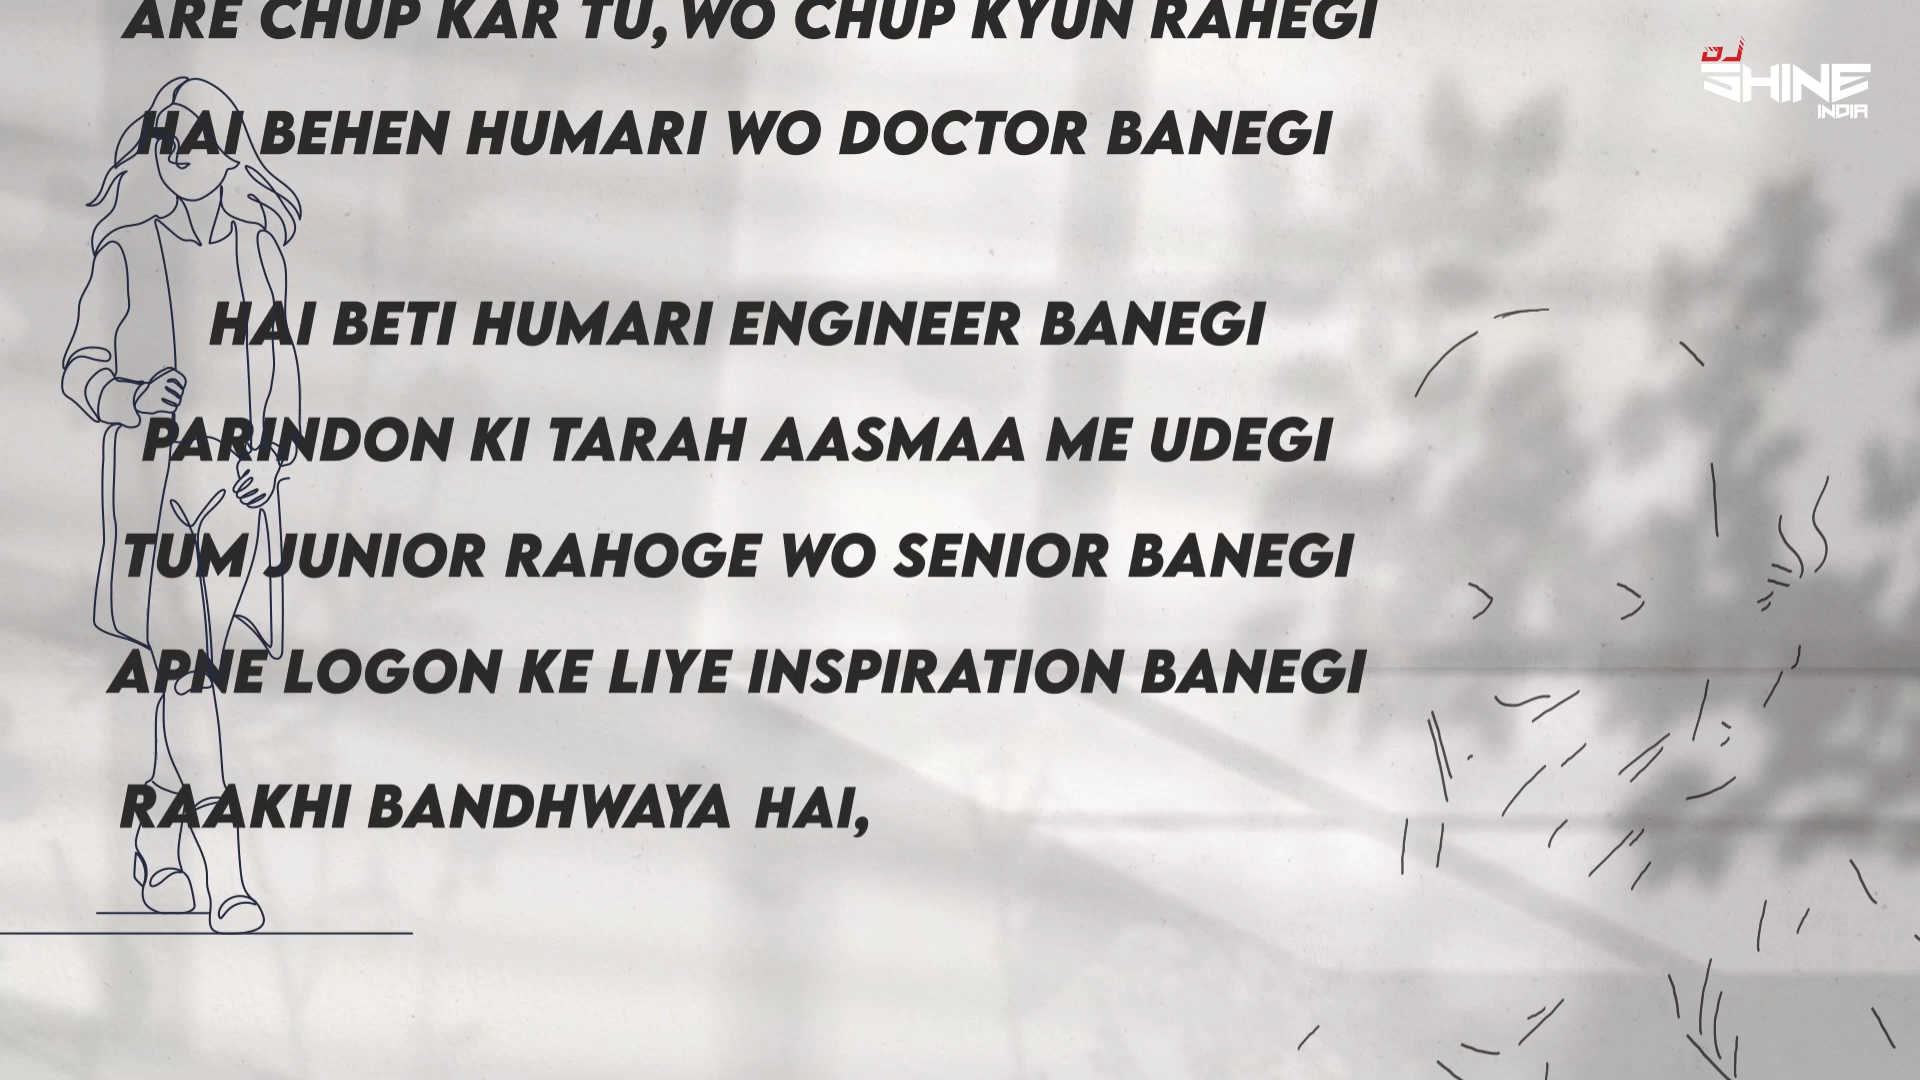 ARE CHUP KAR TU, WO CHUP KYUN RAHEGI
HAI BEHEN HUMARI WO DOCTOR BANEGI
HAI BETI HUMARI ENGINEER BANEGI
PARINDON KI TARAH AASMAA ME UDEGI
TUM JUNIOR RAHOGE WO SENIOR BANEGI
APNE LOGON KE LIYE INSPIRATION BANEGI
RAAKHI BANDHWAYA HAI,
DJ
SHINE
INDIA